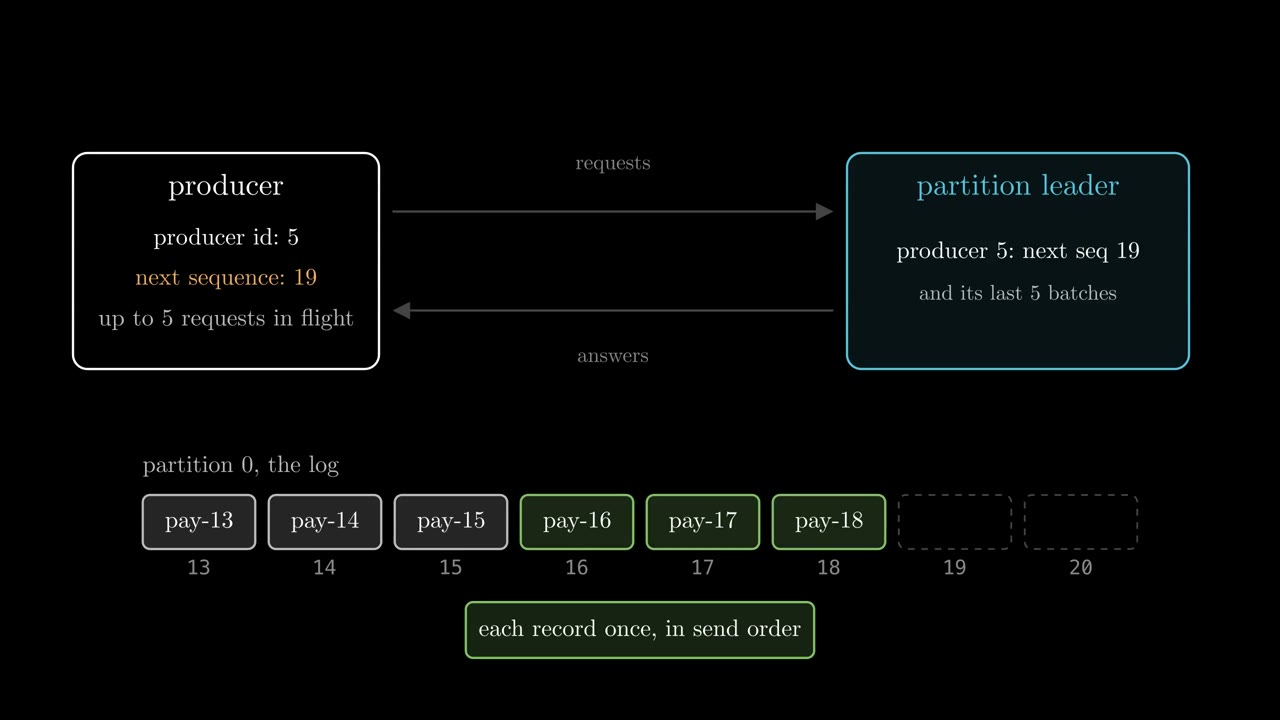 producer
producer id: 5
next sequence: 19
up to 5 requests in flight
requests
answers
partition leader
producer 5: next seq 19
and its last 5 batches
partition 0, the log
pay-13 pay-14 pay-15 pay-16 pay-17 pay-18
13 14 15 16 17 18 19 20
each record once, in send order